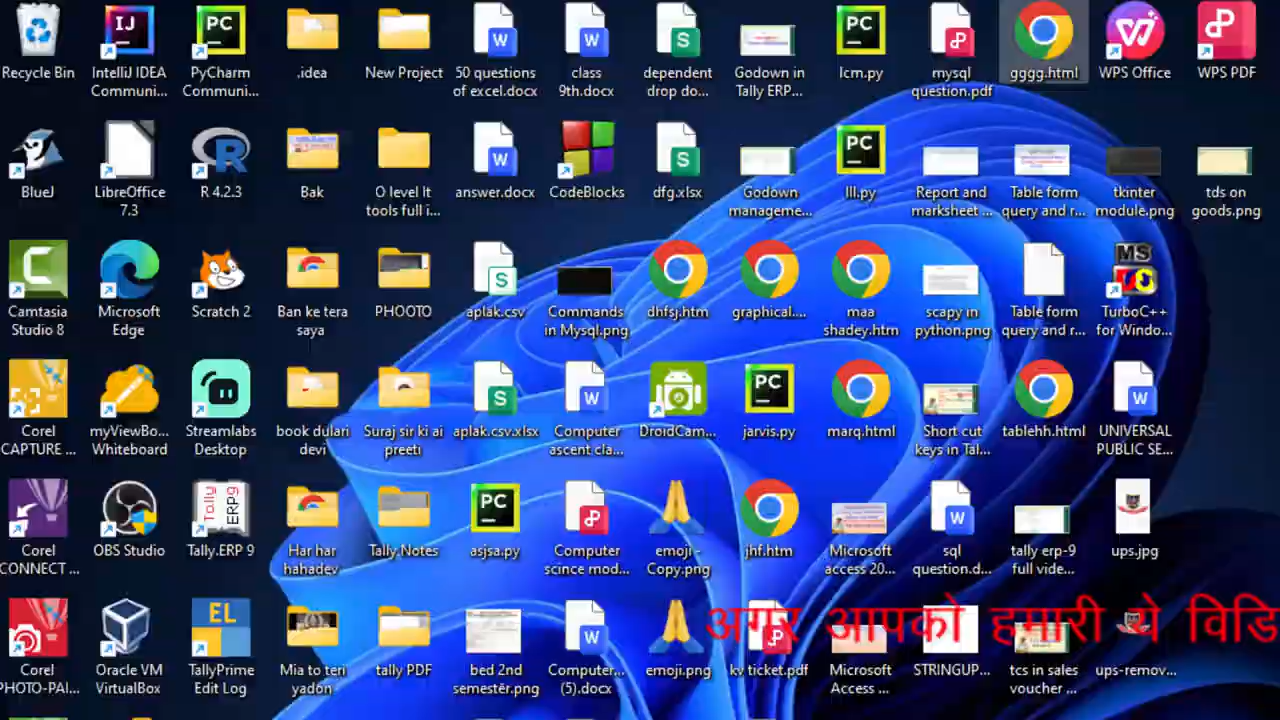 Recycle Bin
IntelliJ IDEA
Communi...
PyCharm
Communi...
.idea
New Project
50 questions
of excel.docx
class
9th.docx
dependent
drop do...
Godown in
Tally ERP...
lcm.py
mysql
question.pdf
gggg.html
WPS Office
WPS PDF
BlueJ
LibreOffice
7.3
R 4.2.3
Bak
O level It
tools full i...
answer.docx
CodeBlocks
dfg.xlsx
Godown
manageme...
lll.py
Report and
marksheet ...
Table form
query and r...
tkinter
module.png
tds on
goods.png
Camtasia
Studio 8
Microsoft
Edge
Scratch 2
Ban ke tera
saya
PHOOTO
aplak.csv
Commands
in Mysql.png
dhfsj.htm
graphical....
maa
shadey.htm
scapy in
python.png
Table form
query and r...
TurboC++
for Windo...
Corel
CAPTURE ...
myViewBo...
Whiteboard
Streamlabs
Desktop
book dulari
devi
Suraj sir ki ai
preeti
aplak.csv.xlsx
Computer
ascent cla...
DroidCam...
jarvis.py
marq.html
Short cut
keys in Tal...
tablehh.html
UNIVERSAL
PUBLIC SE...
Corel
CONNECT ...
OBS Studio
Tally.ERP 9
Har har
hahadev
Tally.Notes
asjsa.py
Computer
scince mod...
emoji -
Copy.png
jhf.htm
Microsoft
access 20...
sql
question.d...
tally erp-9
full vide...
ups.jpg
अगर आपको हमारी ये विडि
Corel
PHOTO-PAI...
Oracle VM
VirtualBox
TallyPrime
Edit Log
Mia to teri
yadon
tally PDF
bed 2nd
semester.png
Computer...
(5).docx
emoji.png
kv ticket.pdf
Microsoft
Access ...
STRINGUP...
tcs in sales
voucher ...
ups-remov...